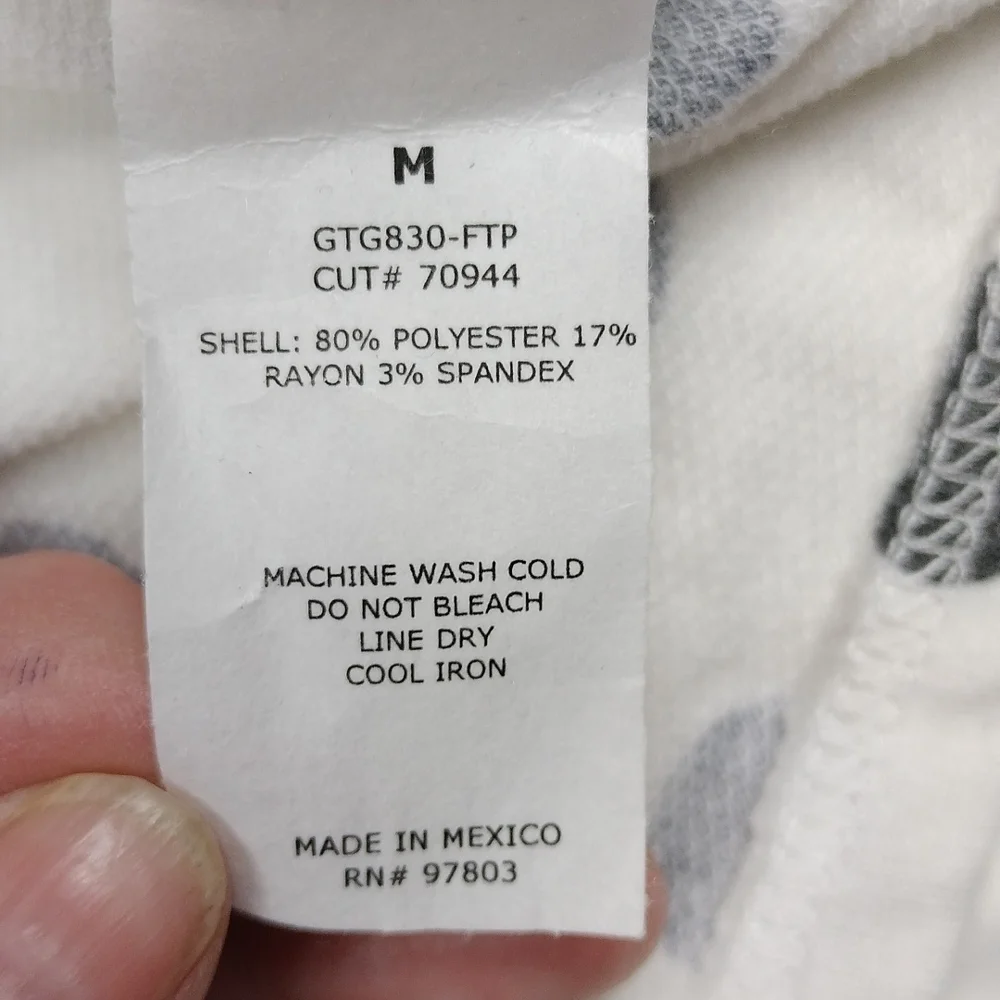 M
GTG830-FTP
CUT# 70944
SHELL: 80% POLYESTER 17%
RAYON 3% SPANDEX
MACHINE WASH COLD
DO NOT BLEACH
LINE DRY
COOL IRON
MADE IN MEXICO
RN# 97803